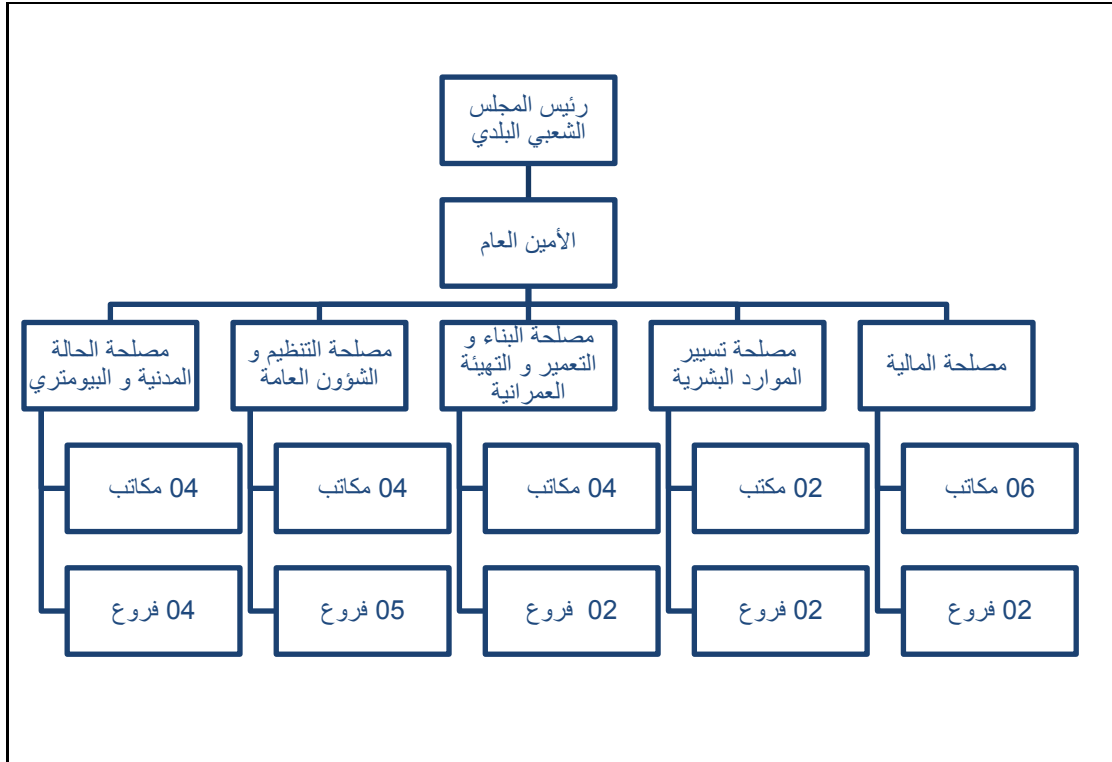 رئيس المجلس
الشعبي البلدي
الأمين العام
مصلحة المالية
مصلحة تسيير
الموارد البشرية
مصلحة البناء و
التعمير و التهيئة
العمرانية
مصلحة التنظيم و
الشؤون العامة
مصلحة الحالة
المدنية و البيومتري
06 مكاتب
02 مكتب
04 مكاتب
04 مكاتب
04 مكاتب
02 فروع
02 فروع
02 فروع
05 فروع
04 فروع